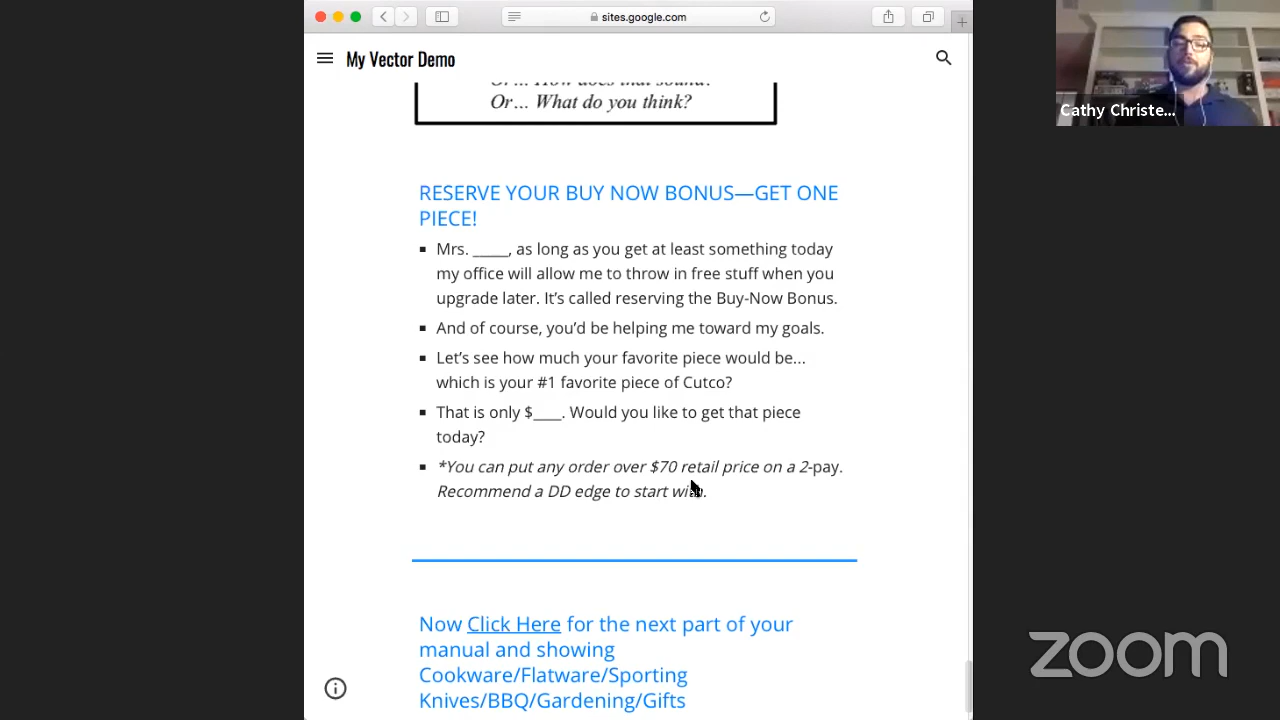 sites.google.com
My Vector Demo
Or... How does that sound?
Or... What do you think?
RESERVE YOUR BUY NOW BONUS—GET ONE
PIECE!
▪ Mrs. _____, as long as you get at least something today
my office will allow me to throw in free stuff when you
upgrade later. It's called reserving the Buy-Now Bonus.
▪ And of course, you'd be helping me toward my goals.
▪ Let's see how much your favorite piece would be...
which is your #1 favorite piece of Cutco?
▪ That is only $____. Would you like to get that piece
today?
▪ *You can put any order over $70 retail price on a 2-pay.
Recommend a DD edge to start with.
Now Click Here for the next part of your
manual and showing
Cookware/Flatware/Sporting
Knives/BBQ/Gardening/Gifts
Cathy Christe...
zoom